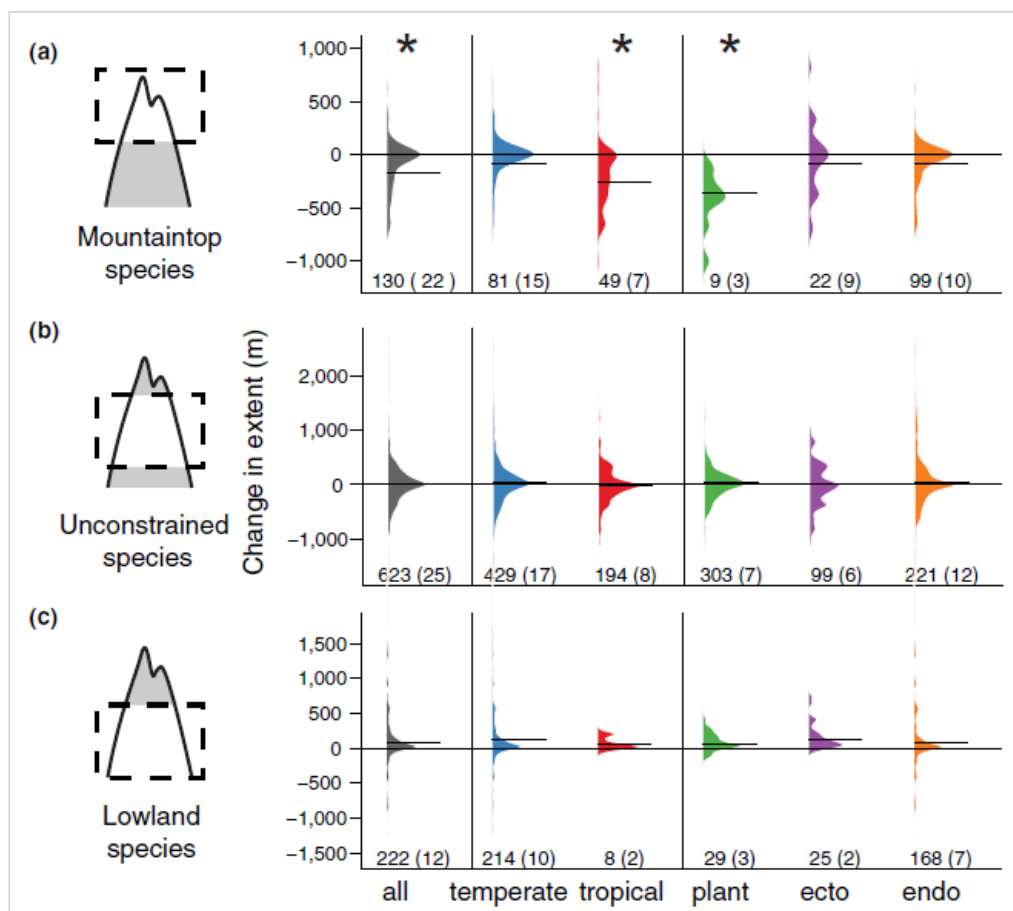 (a)
Mountaintop
species
1,000
500
0
−500
−1,000
* * *
130 ( 22 ) 81 (15) 49 (7) 9 (3) 22 (9) 99 (10)
(b)
Unconstrained
species
Change in extent (m)
2,000
1,000
0
−1,000
623 (25) 429 (17) 194 (8) 303 (7) 99 (6) 221 (12)
(c)
Lowland
species
1,500
1,000
500
0
−500
−1,000
−1,500
222 (12) 214 (10) 8 (2) 29 (3) 25 (2) 168 (7)
all temperate tropical plant ecto endo